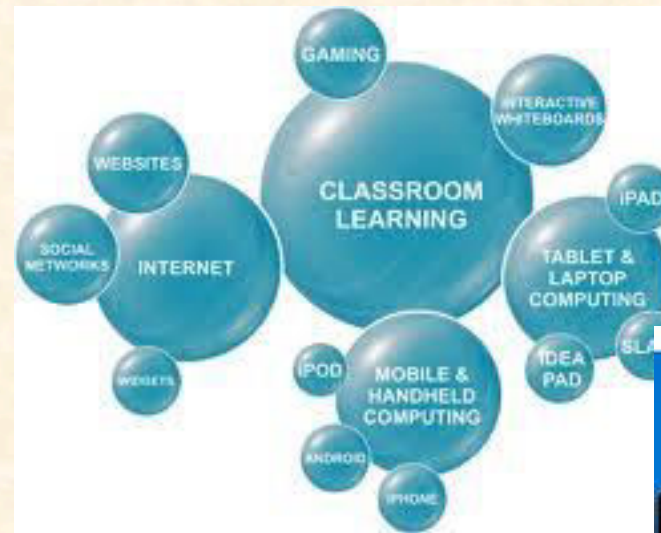 GAMING
INTERACTIVE
WHITEBOARDS
WEBSITES
CLASSROOM
LEARNING
iPAD
SOCIAL
NETWORKS
INTERNET
TABLET &
LAPTOP
COMPUTING
WIDGETS
iPOD
MOBILE &
HANDHELD
COMPUTING
IDEA
PAD
ANDROID
IPHONE